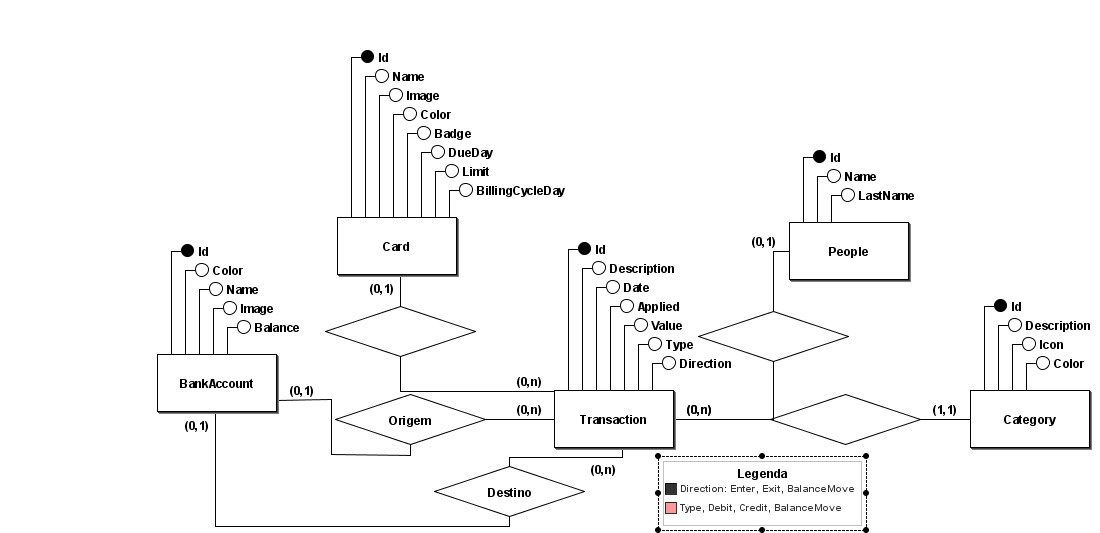 Id
Name
Image
Color
Badge
DueDay
Limit
BillingCycleDay
Card
(0,1)
Id
Name
LastName
People
(0,1)
Id
Color
Name
Image
Balance
BankAccount
(0,1)
(0,1)
Id
Description
Date
Applied
Value
Type
Direction
Transaction
(0,n)
(0,n)
(0,n)
(0,n)
Origem
Destino
Id
Description
Icon
Color
Category
(1,1)
Legenda
Direction: Enter, Exit, BalanceMove
Type, Debit, Credit, BalanceMove